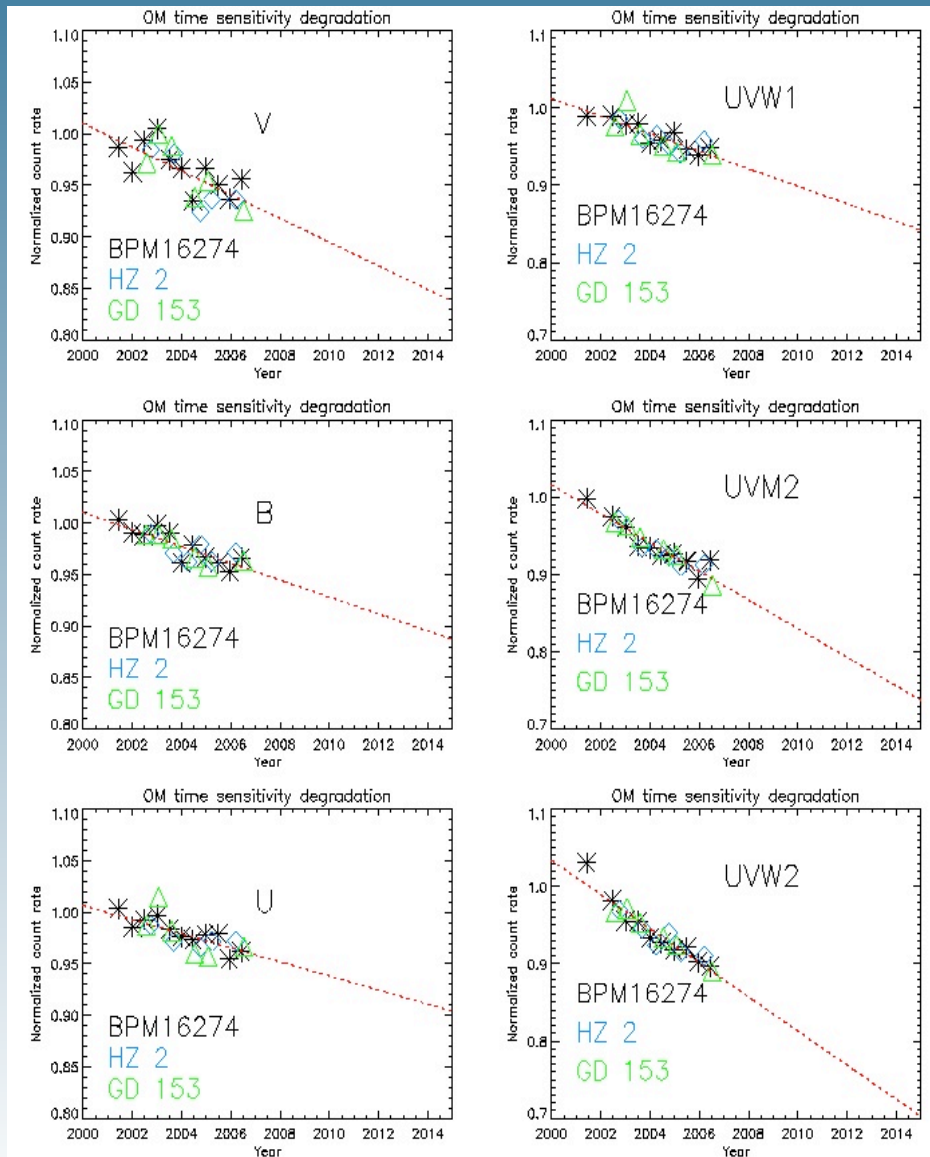 OM time sensitivity degradation
Normalized count rate
1.10
1.05
1.00
0.95
0.90
0.85
0.80
V
BPM16274
HZ 2
GD 153
2000 2002 2004 2006 2008 2010 2012 2014
Year
OM time sensitivity degradation
Normalized count rate
1.1
1.0
0.9
0.8
0.7
UVW1
BPM16274
HZ 2
GD 153
2000 2002 2004 2006 2008 2010 2012 2014
Year
OM time sensitivity degradation
Normalized count rate
1.10
1.05
1.00
0.95
0.90
0.85
0.80
B
BPM16274
HZ 2
GD 153
2000 2002 2004 2006 2008 2010 2012 2014
Year
OM time sensitivity degradation
Normalized count rate
1.1
1.0
0.9
0.8
0.7
UVM2
BPM16274
HZ 2
GD 153
2000 2002 2004 2006 2008 2010 2012 2014
Year
OM time sensitivity degradation
Normalized count rate
1.10
1.05
1.00
0.95
0.90
0.85
0.80
U
BPM16274
HZ 2
GD 153
2000 2002 2004 2006 2008 2010 2012 2014
Year
OM time sensitivity degradation
Normalized count rate
1.1
1.0
0.9
0.8
0.7
UVW2
BPM16274
HZ 2
GD 153
2000 2002 2004 2006 2008 2010 2012 2014
Year